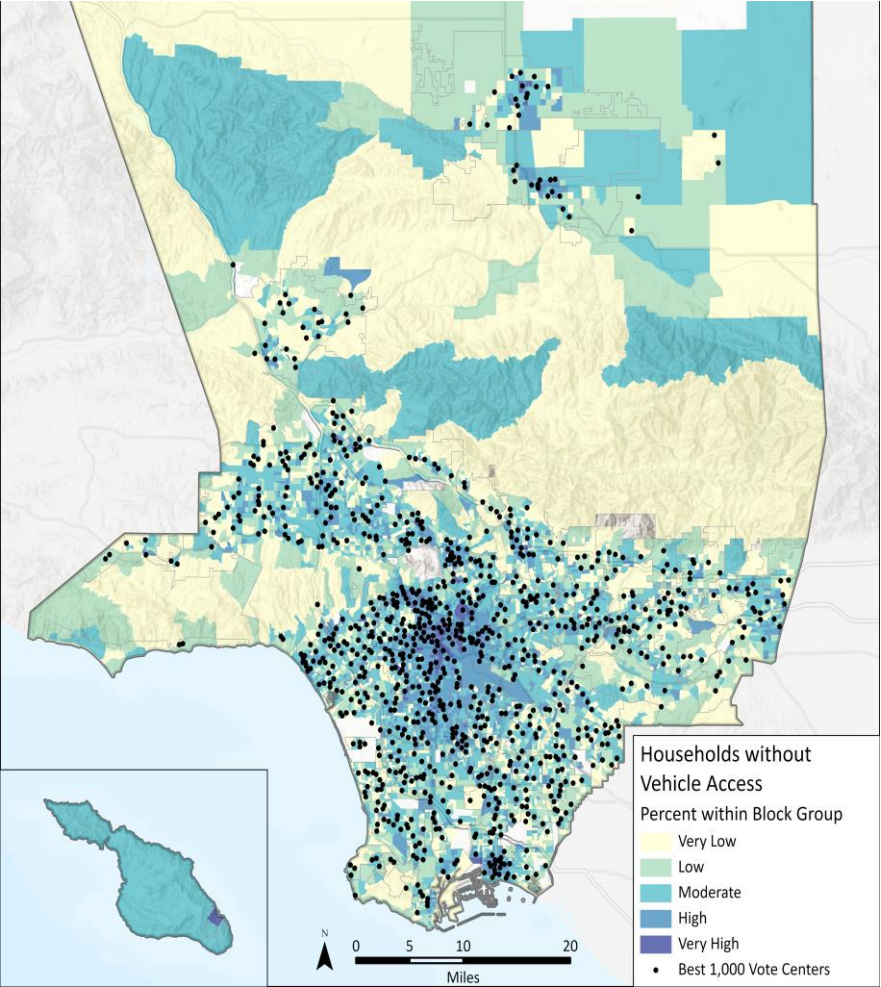 Households without
Vehicle Access
Percent within Block Group
Very Low
Low
Moderate
High
Very High
Best 1,000 Vote Centers
N
0 5 10 20
Miles